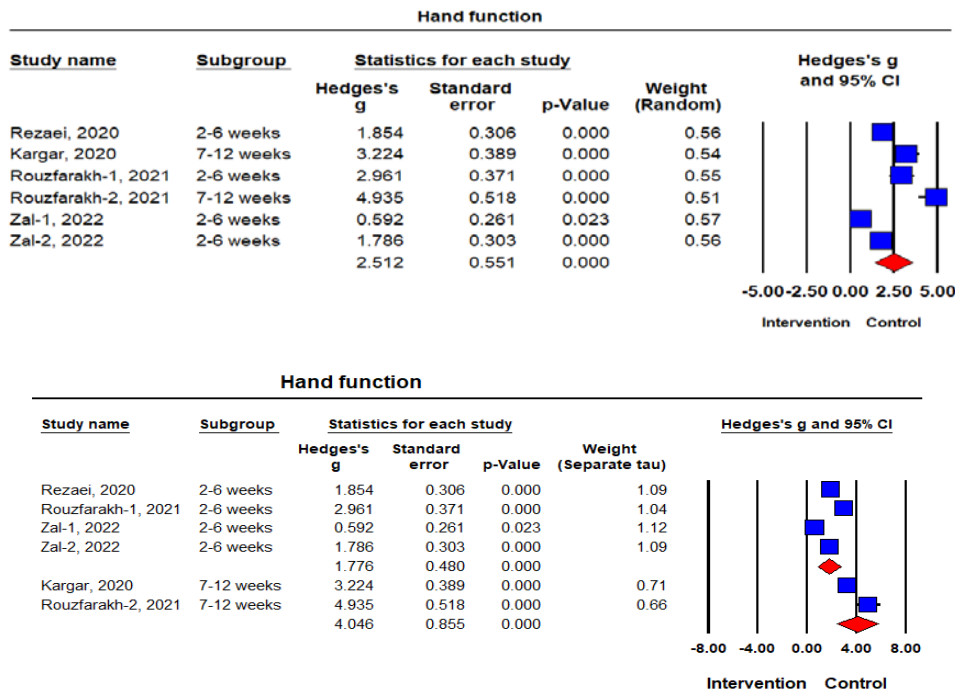 Hand function
Study name Subgroup Statistics for each study Hedges's g and 95% CI
Hedges's g Standard error p-Value Weight (Random)
Rezaei, 2020 2-6 weeks 1.854 0.306 0.000 0.56
Kargar, 2020 7-12 weeks 3.224 0.389 0.000 0.54
Rouzfarakh-1, 2021 2-6 weeks 2.961 0.371 0.000 0.55
Rouzfarakh-2, 2021 7-12 weeks 4.935 0.518 0.000 0.51
Zal-1, 2022 2-6 weeks 0.592 0.261 0.023 0.57
Zal-2, 2022 2-6 weeks 1.786 0.303 0.000 0.56
2.512 0.551 0.000
-5.00 -2.50 0.00 2.50 5.00
Intervention Control
Hand function
Study name Subgroup Statistics for each study Hedges's g and 95% CI
Hedges's g Standard error p-Value Weight (Separate tau)
Rezaei, 2020 2-6 weeks 1.854 0.306 0.000 1.09
Rouzfarakh-1, 2021 2-6 weeks 2.961 0.371 0.000 1.04
Zal-1, 2022 2-6 weeks 0.592 0.261 0.023 1.12
Zal-2, 2022 2-6 weeks 1.786 0.303 0.000 1.09
1.776 0.480 0.000
Kargar, 2020 7-12 weeks 3.224 0.389 0.000 0.71
Rouzfarakh-2, 2021 7-12 weeks 4.935 0.518 0.000 0.66
4.046 0.855 0.000
-8.00 -4.00 0.00 4.00 8.00
Intervention Control